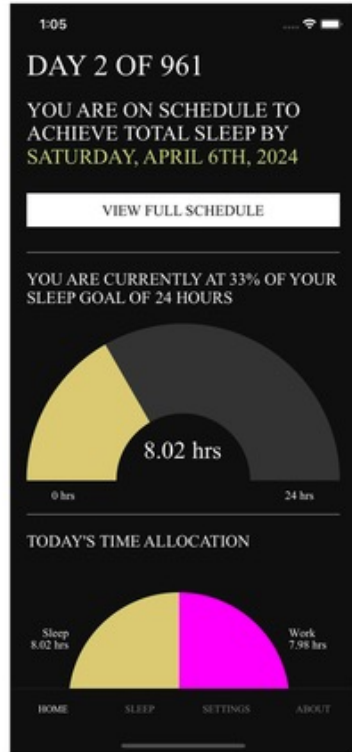 1:05
DAY 2 OF 961
YOU ARE ON SCHEDULE TO
ACHIEVE TOTAL SLEEP BY
SATURDAY, APRIL 6TH, 2024
VIEW FULL SCHEDULE
YOU ARE CURRENTLY AT 33% OF YOUR
SLEEP GOAL OF 24 HOURS
8.02 hrs
0 hrs 24 hrs
TODAY'S TIME ALLOCATION
Sleep
8.02 hrs
Work
7.98 hrs
HOME SLEEP SETTINGS ABOUT